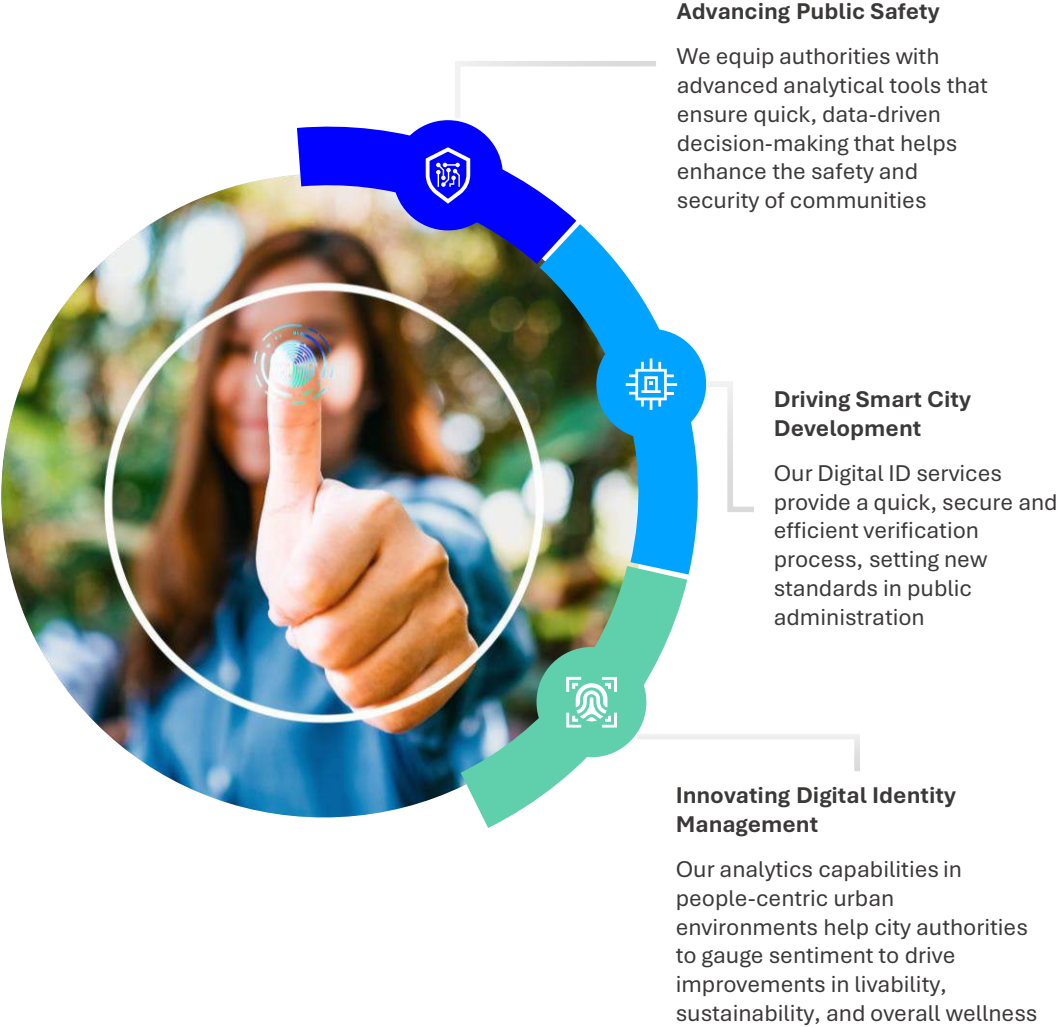 Advancing Public Safety
We equip authorities with
advanced analytical tools that
ensure quick, data-driven
decision-making that helps
enhance the safety and
security of communities
Driving Smart City
Development
Our Digital ID services
provide a quick, secure and
efficient verification
process, setting new
standards in public
administration
Innovating Digital Identity
Management
Our analytics capabilities in
people-centric urban
environments help city authorities
to gauge sentiment to drive
improvements in livability,
sustainability, and overall wellness